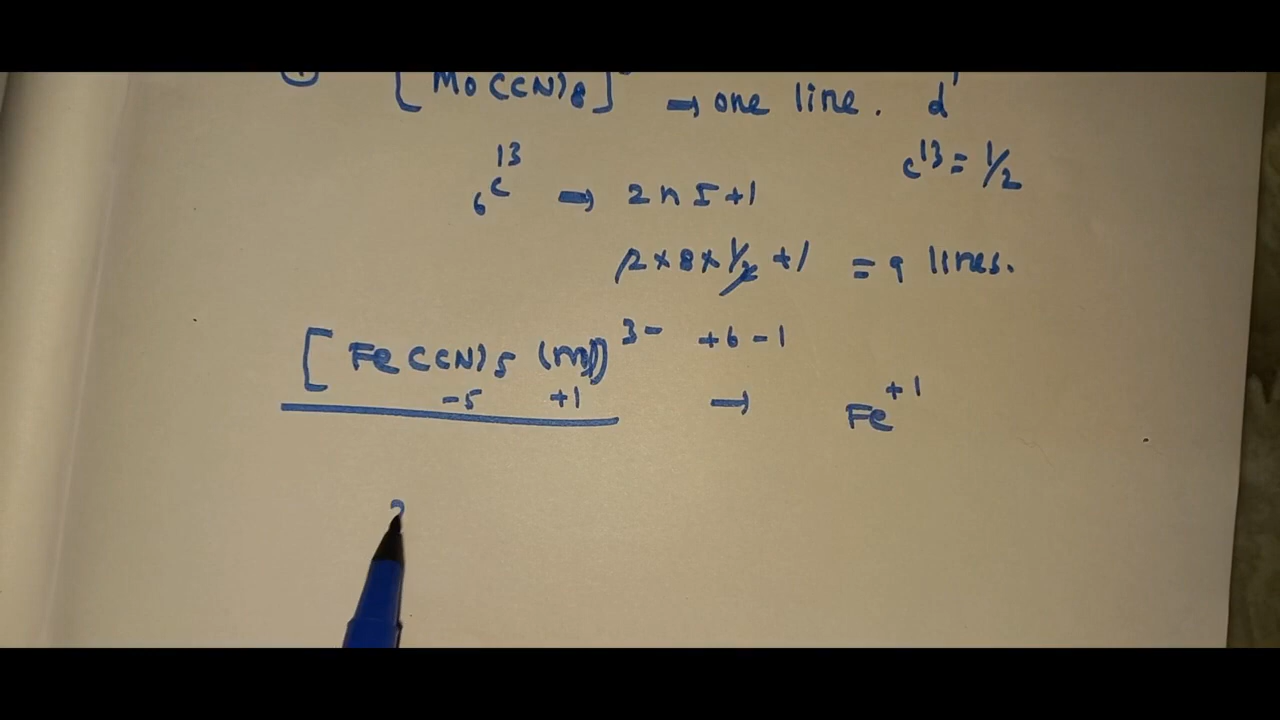 [Mo(CN)8] → one line. d
13
6C → 2nI+1
C13 = 1/2
2×8×1/2 +1 = 9 lines.
[Fe(CN)5 3- +6-1
-5 +1 → Fe+1